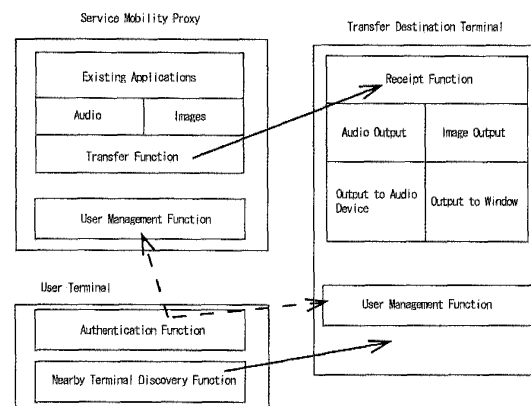 Service Mobility Proxy
Existing Applications
Audio
Images
Transfer Function
User Management Function
Transfer Destination Terminal
Receipt Function
Audio Output
Image Output
Output to Audio
Device
Output to Window
User Management Function
User Terminal
Authentication Function
Nearby Terminal Discovery Function